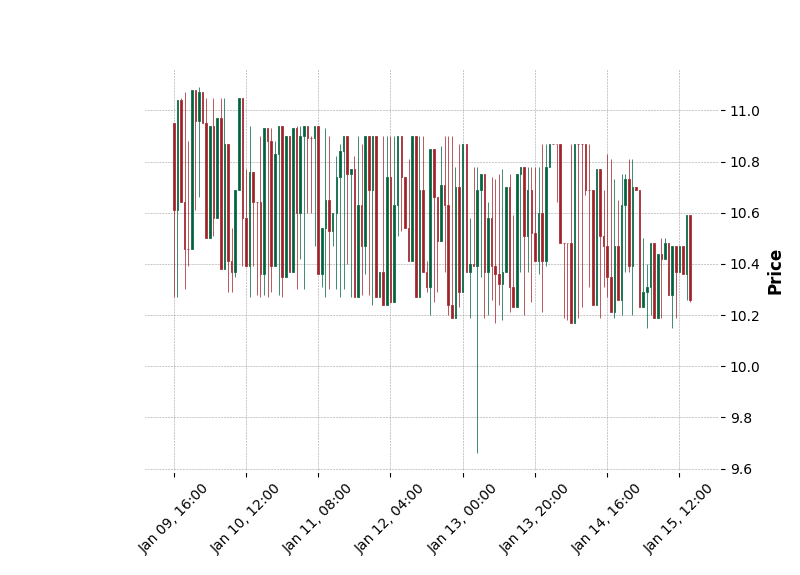 11.0
10.8
10.6
10.4
10.2
10.0
9.8
9.6
Price
Jan 09, 16:00
Jan 10, 12:00
Jan 11, 08:00
Jan 12, 04:00
Jan 13, 00:00
Jan 13, 20:00
Jan 14, 16:00
Jan 15, 12:00